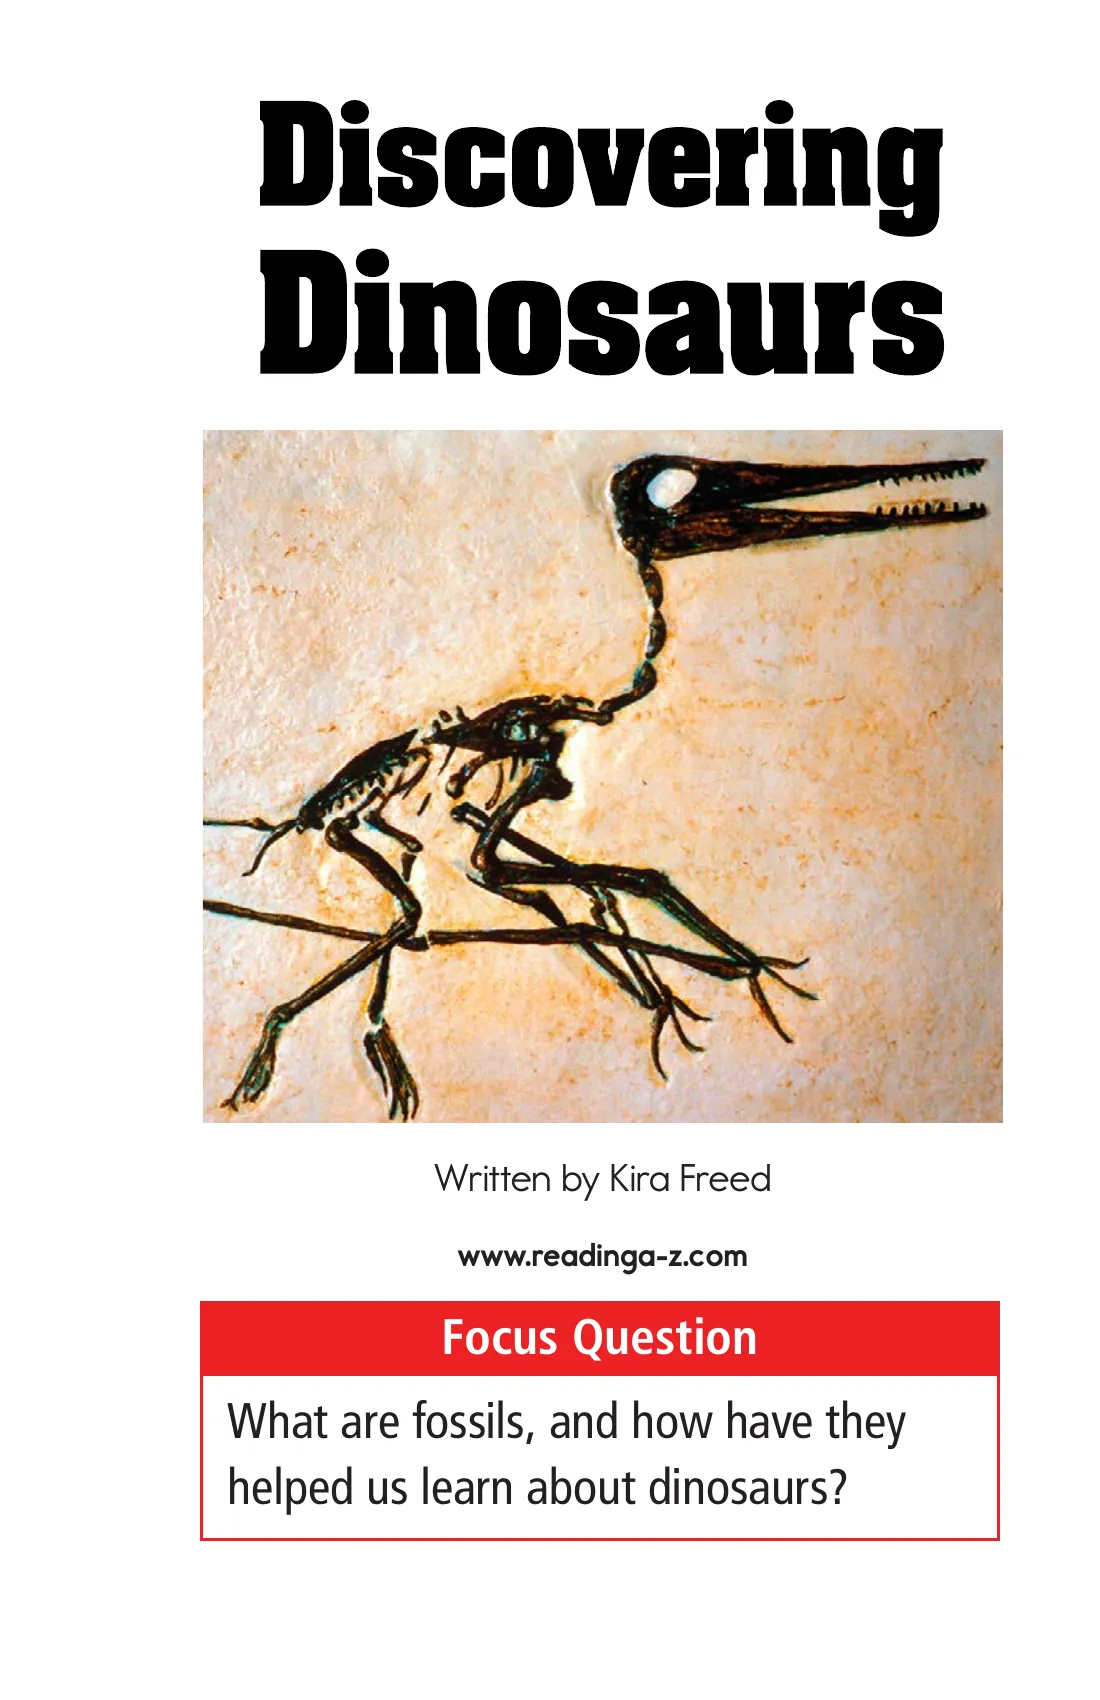 Discovering
Dinosaurs
Written by Kira Freed
www.readinga-z.com
Focus Question
What are fossils, and how have they
helped us learn about dinosaurs?